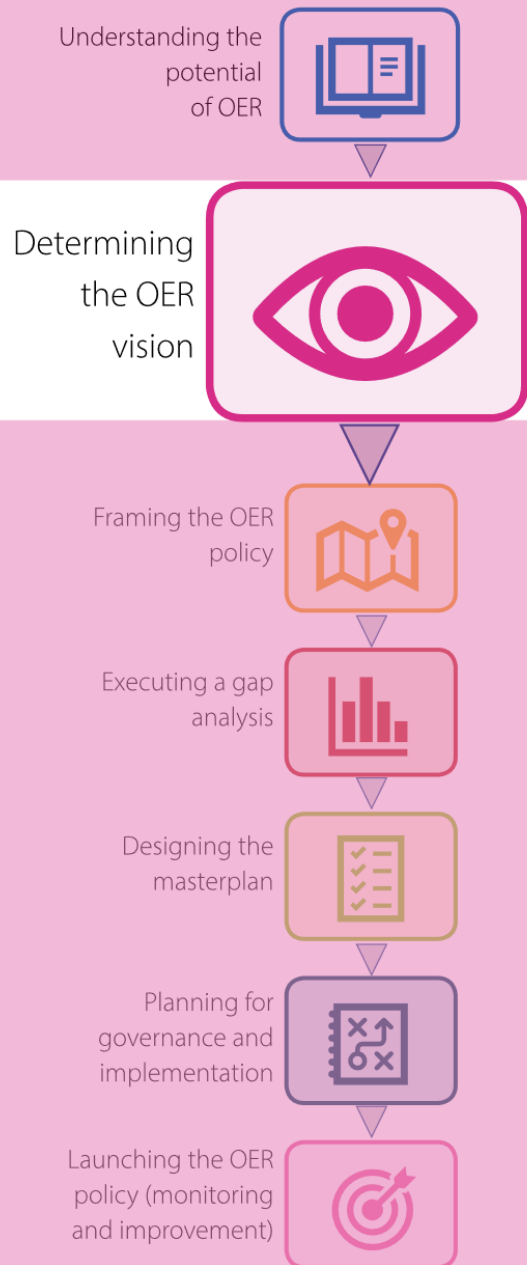 Understanding the
potential
of OER
Determining
the OER
vision
Framing the OER
policy
Executing a gap
analysis
Designing the
masterplan
Planning for
governance and
implementation
Launching the OER
policy (monitoring
and improvement)